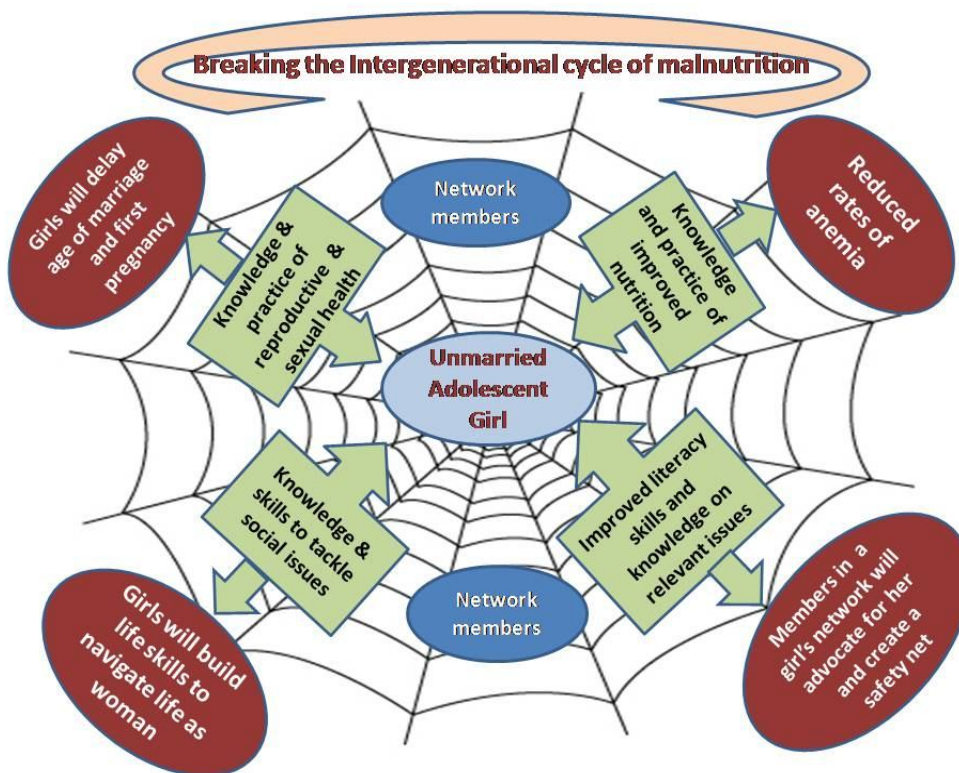 Breaking the Intergenerational cycle of malnutrition
Girls will delay
age of marriage
and first
pregnancy
Knowledge &
practice of
reproductive &
sexual health
Network
members
Knowledge
and practice of
improved
nutrition
Reduced
rates of
anemia
Unmarried
Adolescent
Girl
Knowledge &
skills to tackle
social issues
Improved literacy
skills and
knowledge on
relevant issues
Girls will build
life skills to
navigate life as
woman
Network
members
Members in a
girl's network will
advocate for her
and create a
safety net